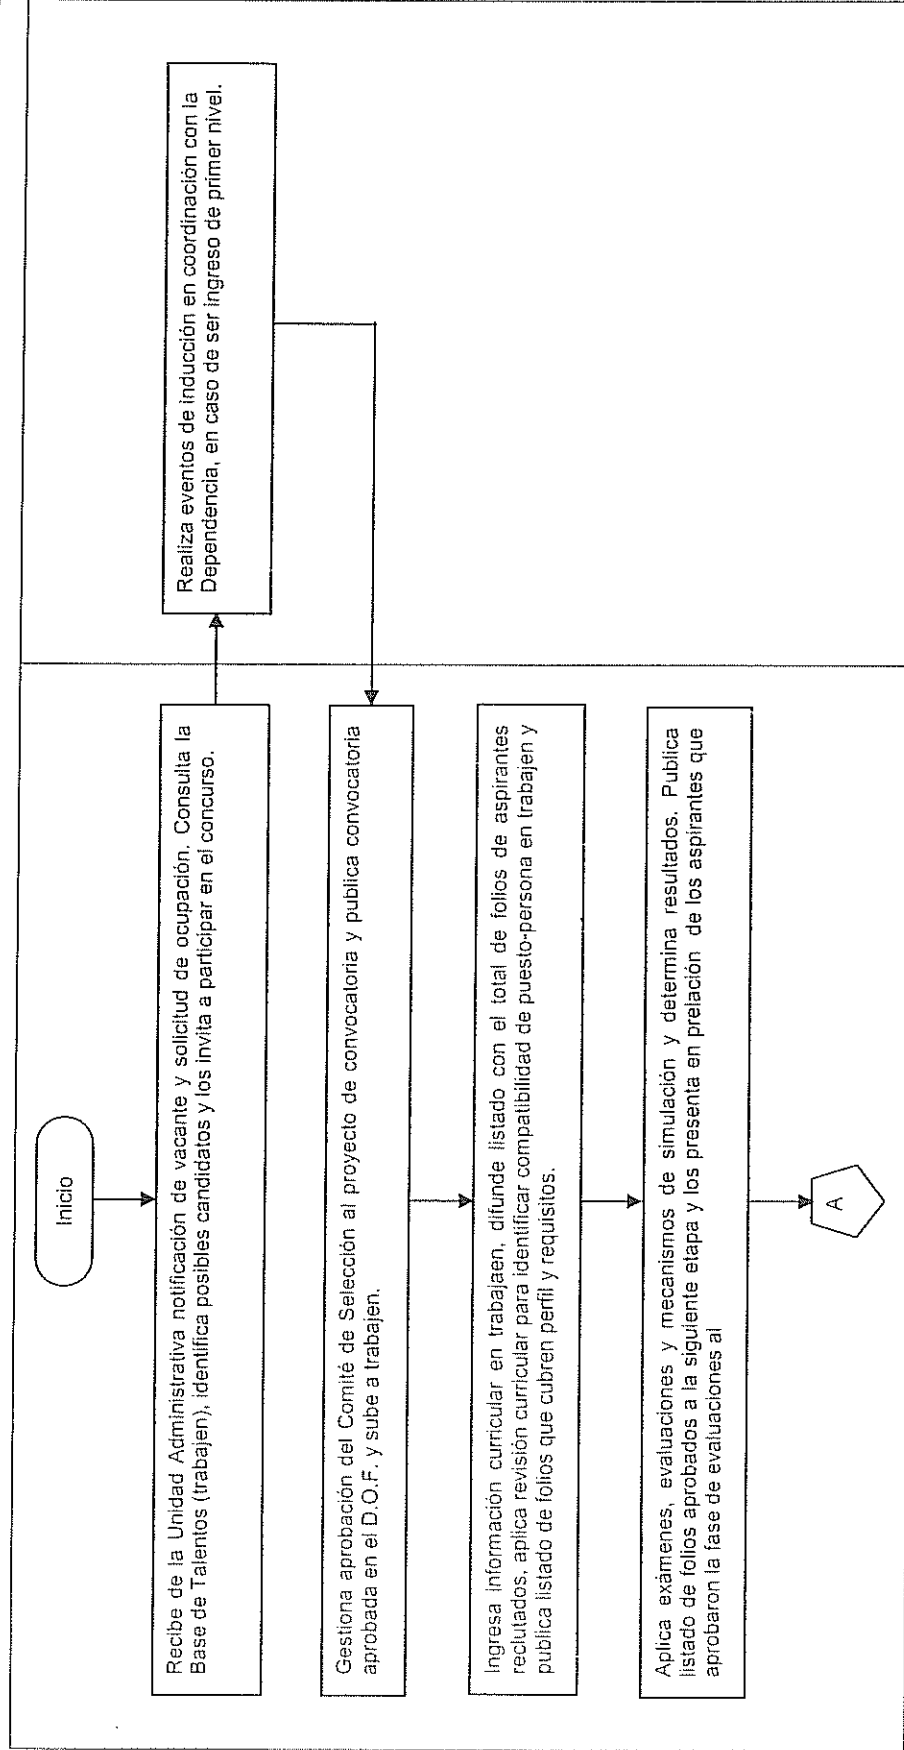 Inicio
Recibe de la Unidad Administrativa notificación de vacante y solicitud de ocupación. Consulta la
Base de Talentos (trabajen), identifica posibles candidatos y los invita a participar en el concurso.
Realiza eventos de inducción en coordinación con la
Dependencia, en caso de ser ingreso de primer nivel.
Gestiona aprobación del Comité de Selección al proyecto de convocatoria y publica convocatoria
aprobada en el D.O.F. y sube a trabajen.
Ingresa información curricular en trabajaen, difunde listado con el total de folios de aspirantes
reclutados, aplica revisión curricular para identificar compatibilidad de puesto-persona en trabajen y
publica listado de folios que cubren perfil y requisitos.
Aplica exámenes, evaluaciones y mecanismos de simulación y determina resultados. Publica
listado de folios aprobados a la siguiente etapa y los presenta en prelación de los aspirantes que
aprobaron la fase de evaluaciones al
A